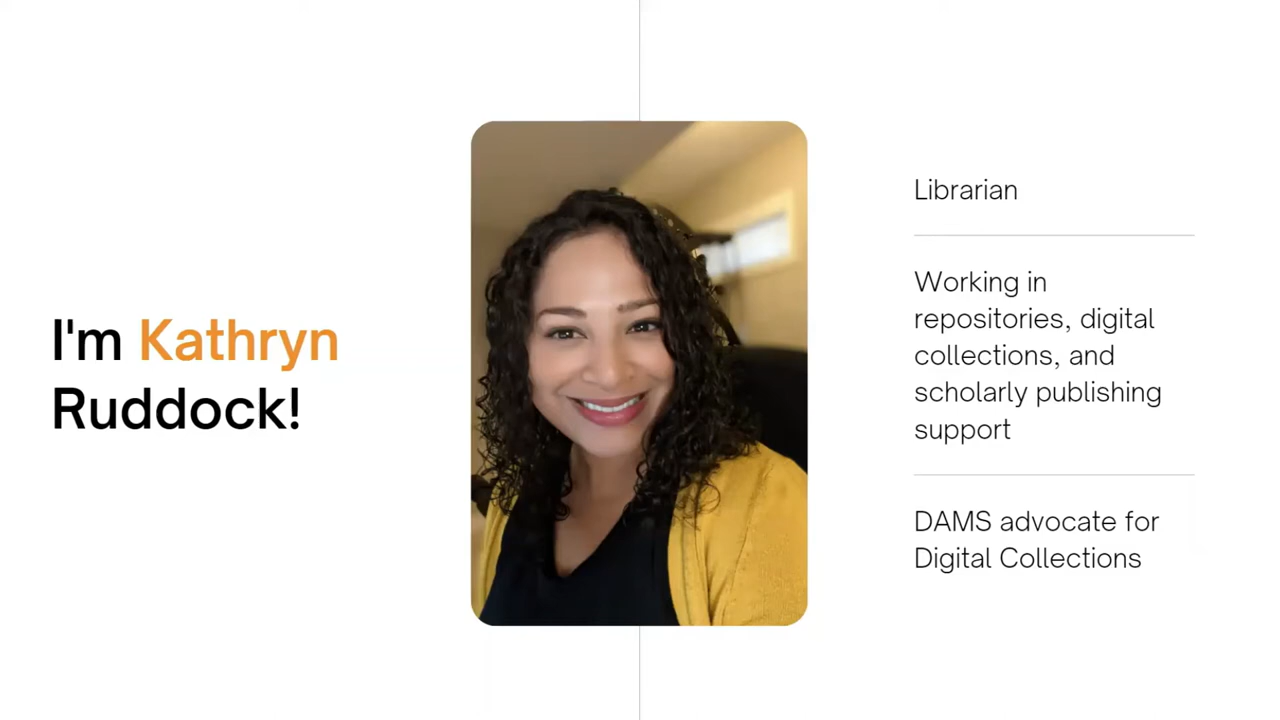 I'm Kathryn
Ruddock!
Librarian
Working in
repositories, digital
collections, and
scholarly publishing
support
DAMS advocate for
Digital Collections